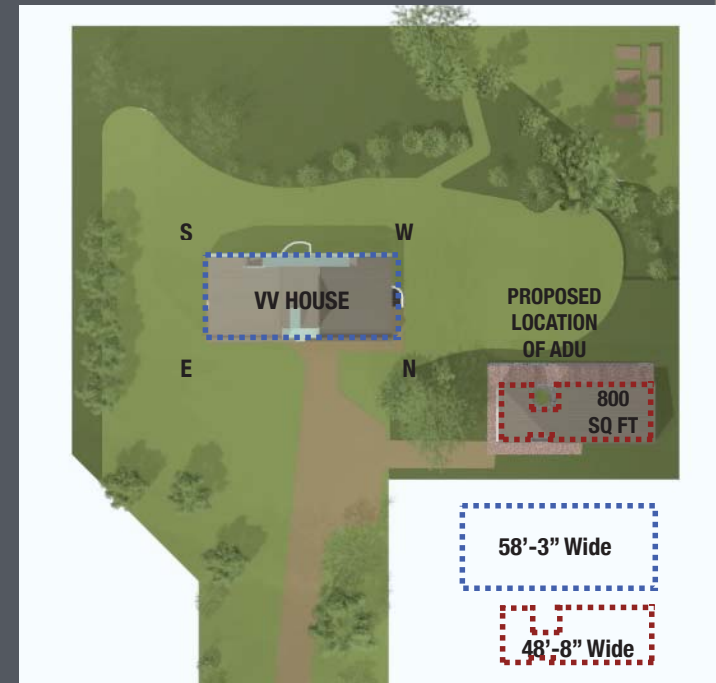 S
W
VV HOUSE
PROPOSED
LOCATION
OF ADU
E
N
800
SQ FT
58’-3” Wide
48’-8” Wide